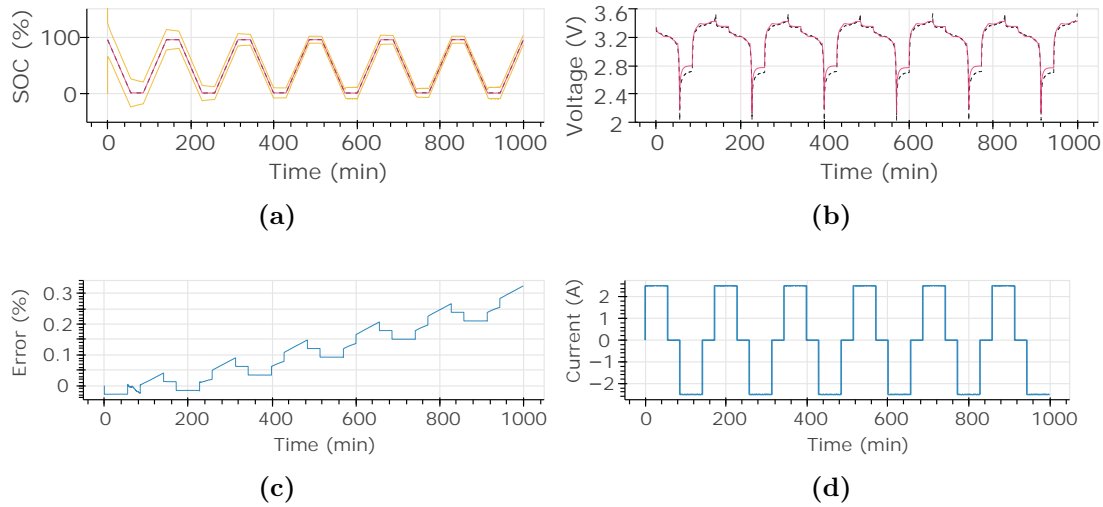 SOC (%)
100
0
0 200 400 600 800 1000
Time (min)
(a)
Voltage (V)
3.6
3.2
2.8
2.4
2
0 200 400 600 800 1000
Time (min)
(b)
Error (%)
0.3
0.2
0.1
0
0 200 400 600 800 1000
Time (min)
(c)
Current (A)
2
1
0
−1
−2
0 200 400 600 800 1000
Time (min)
(d)